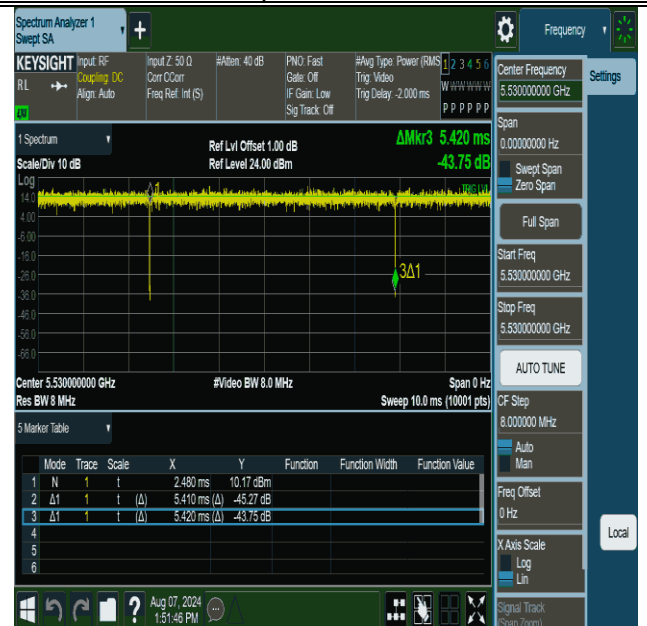 Spectrum Analyzer 1
Swept SA
+
Frequency
KEYSIGHT
RL
LXI
Input: RF
Coupling: DC
Align: Auto
Input Z: 50 Ω
Corr CCorr
Freq Ref: Int (S)
#Atten: 40 dB
PNO: Fast
Gate: Off
IF Gain: Low
Sig Track: Off
#Avg Type: Power (RMS
Trig: Video
Trig Delay: -2.000 ms
1 2 3 4 5 6
W W W W W W
P P P P P P
1 Spectrum
Scale/Div 10 dB
Ref Lvl Offset 1.00 dB
Ref Level 24.00 dBm
ΔMkr3 5.420 ms
-43.75 dB
Log
TRIG LVL
1
14.0
4.00
-6.00
-16.0
-26.0
-36.0
-46.0
-56.0
-66.0
3Δ1
Center 5.530000000 GHz
#Video BW 8.0 MHz
Span 0 Hz
Res BW 8 MHz
Sweep 10.0 ms (10001 pts)
5 Marker Table
Mode Trace Scale X Y Function Function Width Function Value
1 N 1 t 2.480 ms 10.17 dBm
2 Δ1 1 t (Δ) 5.410 ms (Δ) -45.27 dB
3 Δ1 1 t (Δ) 5.420 ms (Δ) -43.75 dB
4
5
6
Aug 07, 2024
1:51:46 PM
Center Frequency
5.530000000 GHz
Settings
Span
0.00000000 Hz
Swept Span
Zero Span
Full Span
Start Freq
5.530000000 GHz
Stop Freq
5.530000000 GHz
AUTO TUNE
CF Step
8.000000 MHz
Auto
Man
Freq Offset
0 Hz
X Axis Scale
Log
Lin
Local
Signal Track
(Span Zoom)